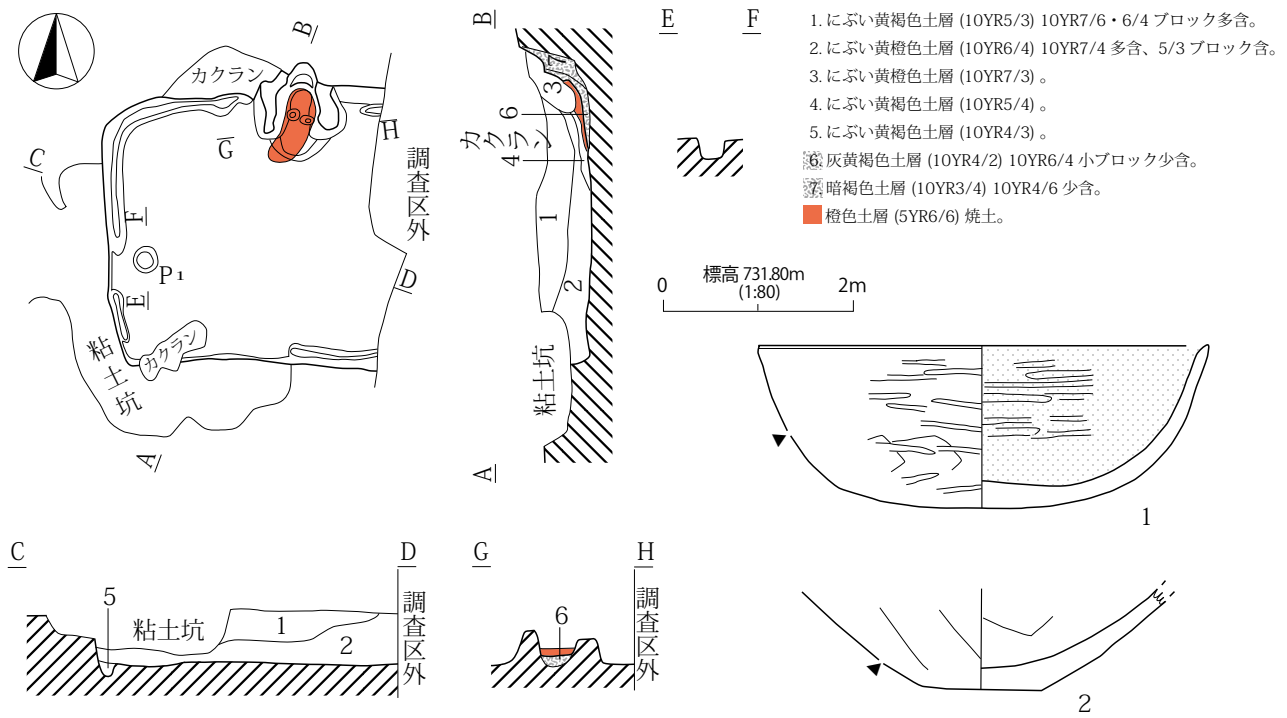 1. にぶい黄褐色土層 (10YR5/3) 10YR7/6・6/4 ブロック多含。
2. にぶい黄橙色土層 (10YR6/4) 10YR7/4 多含、5/3 ブロック含。
3. にぶい黄橙色土層 (10YR7/3) 。
4. にぶい黄褐色土層 (10YR5/4) 。
5. にぶい黄褐色土層 (10YR4/3) 。
6. 灰黄褐色土層 (10YR4/2) 10YR6/4 小ブロック少含。
7. 暗褐色土層 (10YR3/4) 10YR4/6 少含。
橙色土層 (5YR6/6) 焼土。
B
カクラン
G
H
C
調査区外
F
P1
E
D
カクラン
粘土坑
A
B
7
3
6
カクラン
4
1
2
粘土坑
A
E
F
標高 731.80m
0
2m
(1:80)
1
2
C
D
5
粘土坑
1
2
調査区外
G
H
6
調査区外